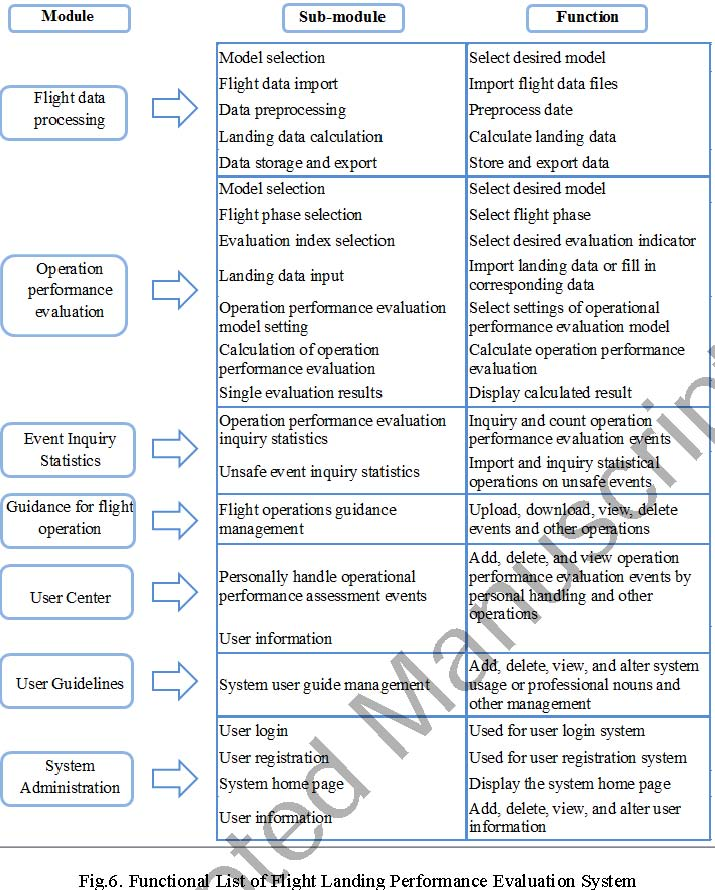 Module
Sub-module
Function
Flight data
processing
Model selection
Select desired model
Flight data import
Import flight data files
Data preprocessing
Preprocess date
Landing data calculation
Calculate landing data
Data storage and export
Store and export data
Operation
performance
evaluation
Model selection
Select desired model
Flight phase selection
Select flight phase
Evaluation index selection
Select desired evaluation indicator
Landing data input
Import landing data or fill in
corresponding data
Operation performance evaluation
model setting
Select settings of operational
performance evaluation model
Calculation of operation
performance evaluation
Calculate operation performance
evaluation
Single evaluation results
Display calculated result
Event Inquiry
Statistics
Operation performance evaluation
inquiry statistics
Inquiry and count operation
performance evaluation events
Unsafe event inquiry statistics
Import and inquiry statistical
operations on unsafe events
Guidance for flight
operation
Flight operations guidance
management
Upload, download, view, delete
events and other operations
User Center
Personally handle operational
performance assessment events
Add, delete, and view operation
performance evaluation events by
personal handling and other
operations
User information
User Guidelines
System user guide management
Add, delete, view, and alter system
usage or professional nouns and
other management
System
Administration
User login
Used for user login system
User registration
Used for user registration system
System home page
Display the system home page
User information
Add, delete, view, and alter user
information
Fig.6. Functional List of Flight Landing Performance Evaluation System